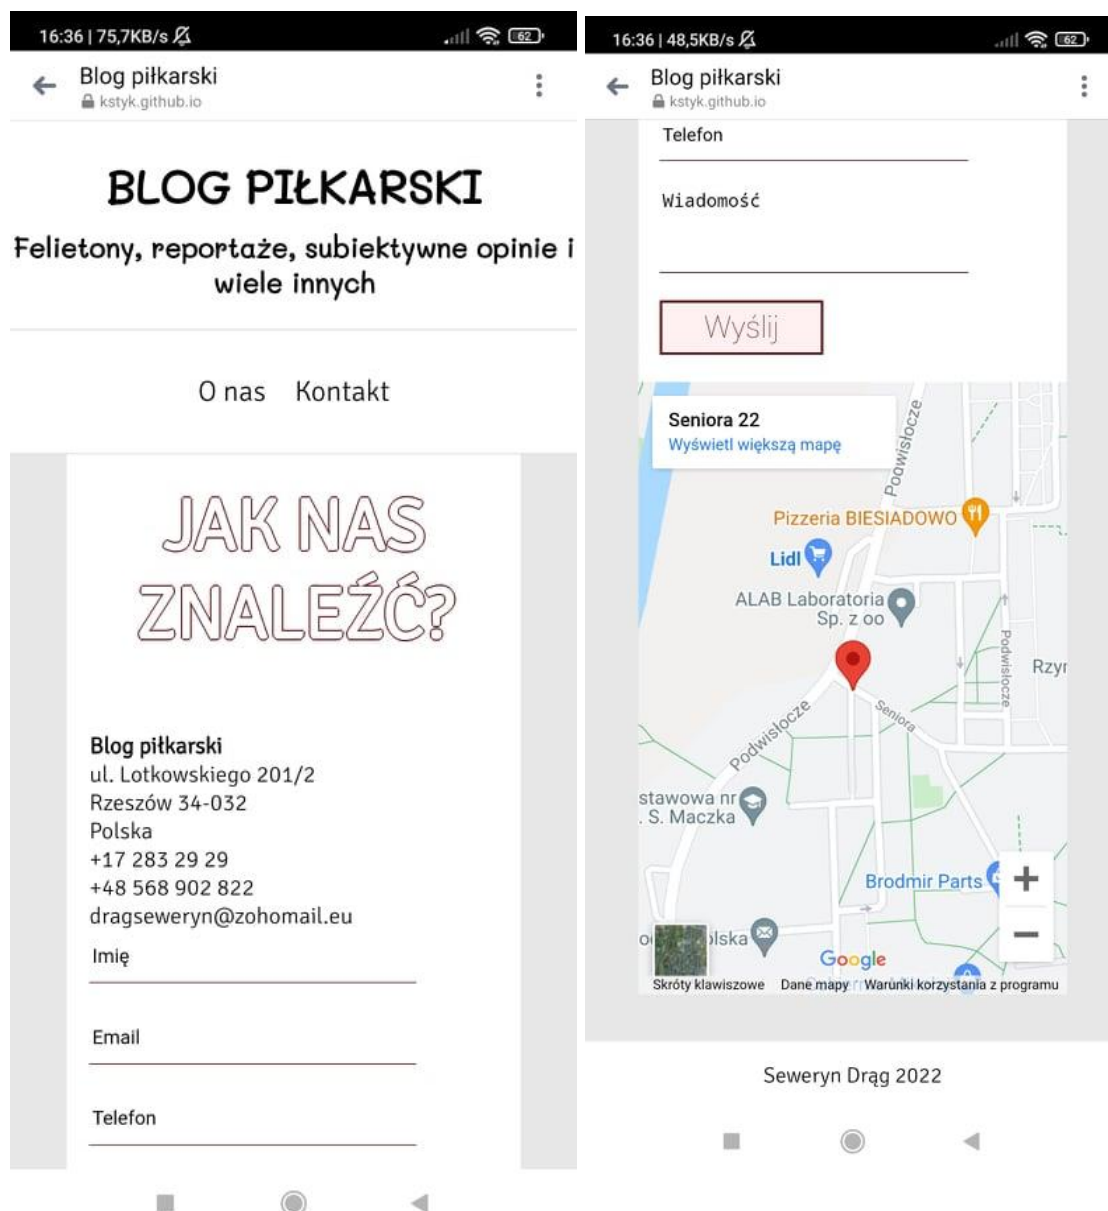 16:36 | 75,7KB/s
62
Blog piłkarski
kstyk.github.io
BLOG PIŁKARSKI
Felietony, reportaże, subiektywne opinie i
wiele innych
O nas Kontakt
JAK NAS
ZNALEŹĆ?
Blog piłkarski
ul. Lotkowskiego 201/2
Rzeszów 34-032
Polska
+17 283 29 29
+48 568 902 822
dragseweryn@zohomail.eu
Imię
Email
Telefon
16:36 | 48,5KB/s
62
Blog piłkarski
kstyk.github.io
Telefon
Wiadomość
Wyślij
Seniora 22
Wyświetl większą mapę
Podwisłocze
Pizzeria BIESIADOWO
Lidl
ALAB Laboratoria
Sp. z oo
Podwisłocze
Rzyr
Seniora
Podwisłocze
stawowa nr
. S. Maczka
Brodmir Parts
lska
Google
Skróty klawiszowe Dane mapy Warunki korzystania z programu
Seweryn Drąg 2022